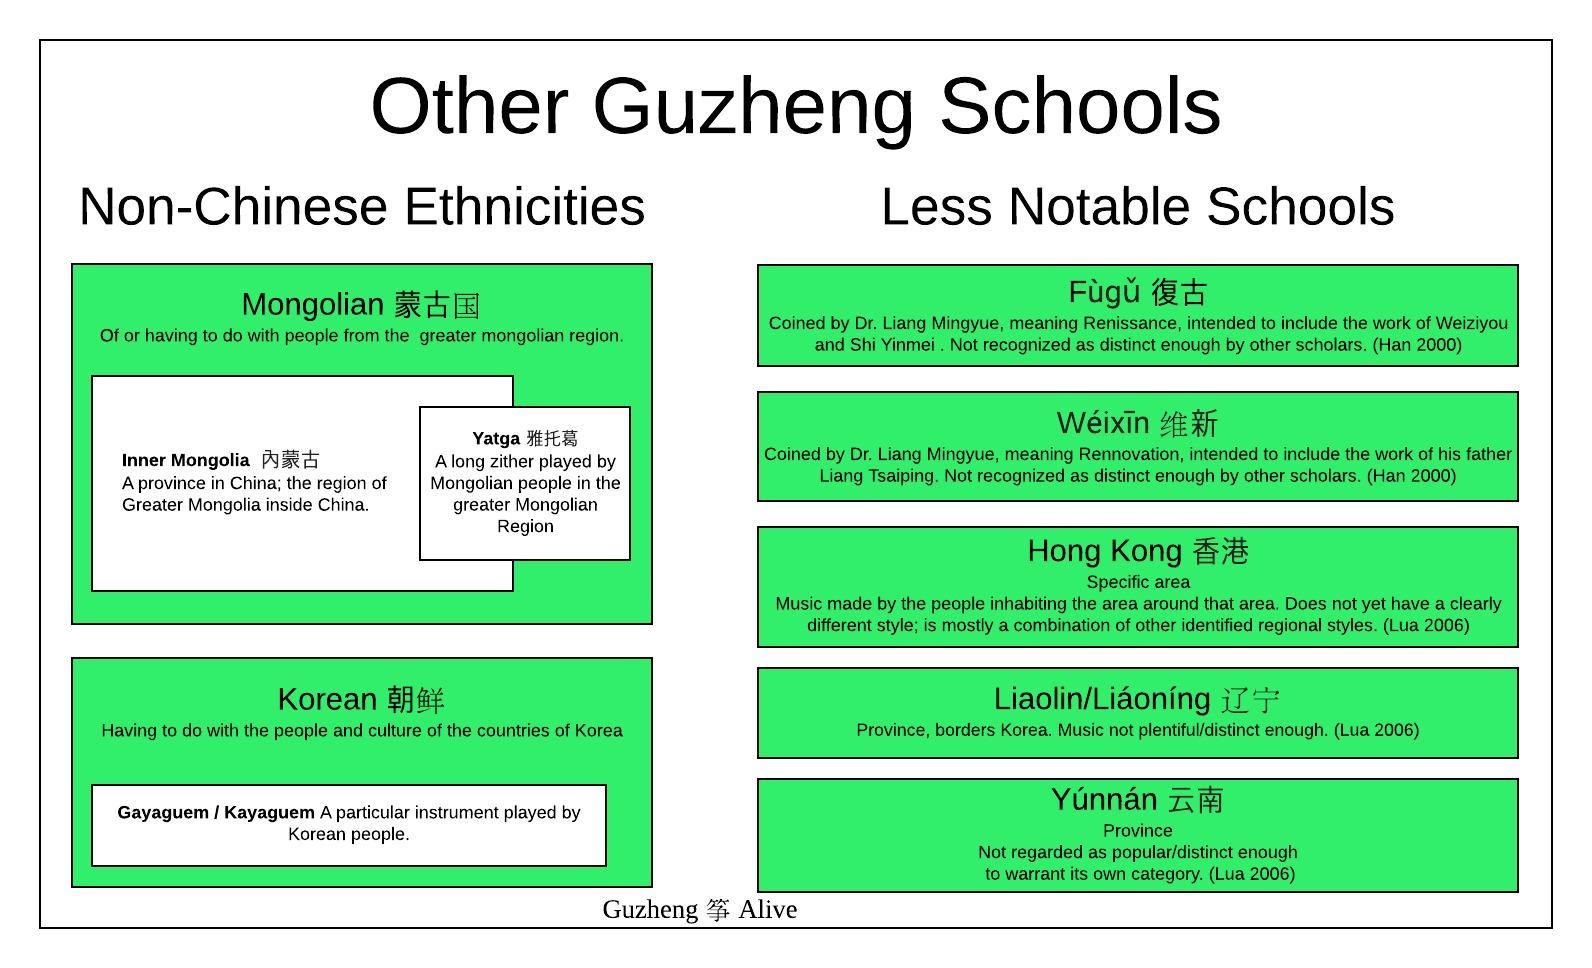 Other Guzheng Schools
Non-Chinese Ethnicities
Mongolian 蒙古国
Of or having to do with people from the  greater mongolian region.
Inner Mongolia  內蒙古
A province in China; the region of
Greater Mongolia inside China.
Yatga 雅托葛
A long zither played by
Mongolian people in the
greater Mongolian
Region
Korean 朝鲜
Having to do with the people and culture of the countries of Korea
Gayaguem / Kayaguem A particular instrument played by
Korean people.
Less Notable Schools
Fùgǔ 復古
Coined by Dr. Liang Mingyue, meaning Renissance, intended to include the work of Weiziyou
and Shi Yinmei . Not recognized as distinct enough by other scholars. (Han 2000)
Wéixīn 维新
Coined by Dr. Liang Mingyue, meaning Rennovation, intended to include the work of his father
Liang Tsaiping. Not recognized as distinct enough by other scholars. (Han 2000)
Hong Kong 香港
Specific area
Music made by the people inhabiting the area around that area. Does not yet have a clearly
different style; is mostly a combination of other identified regional styles. (Lua 2006)
Liaolin/Liáoníng 辽宁
Province, borders Korea. Music not plentiful/distinct enough. (Lua 2006)
Yúnnán 云南
Province
Not regarded as popular/distinct enough
to warrant its own category. (Lua 2006)
Guzheng 筝 Alive